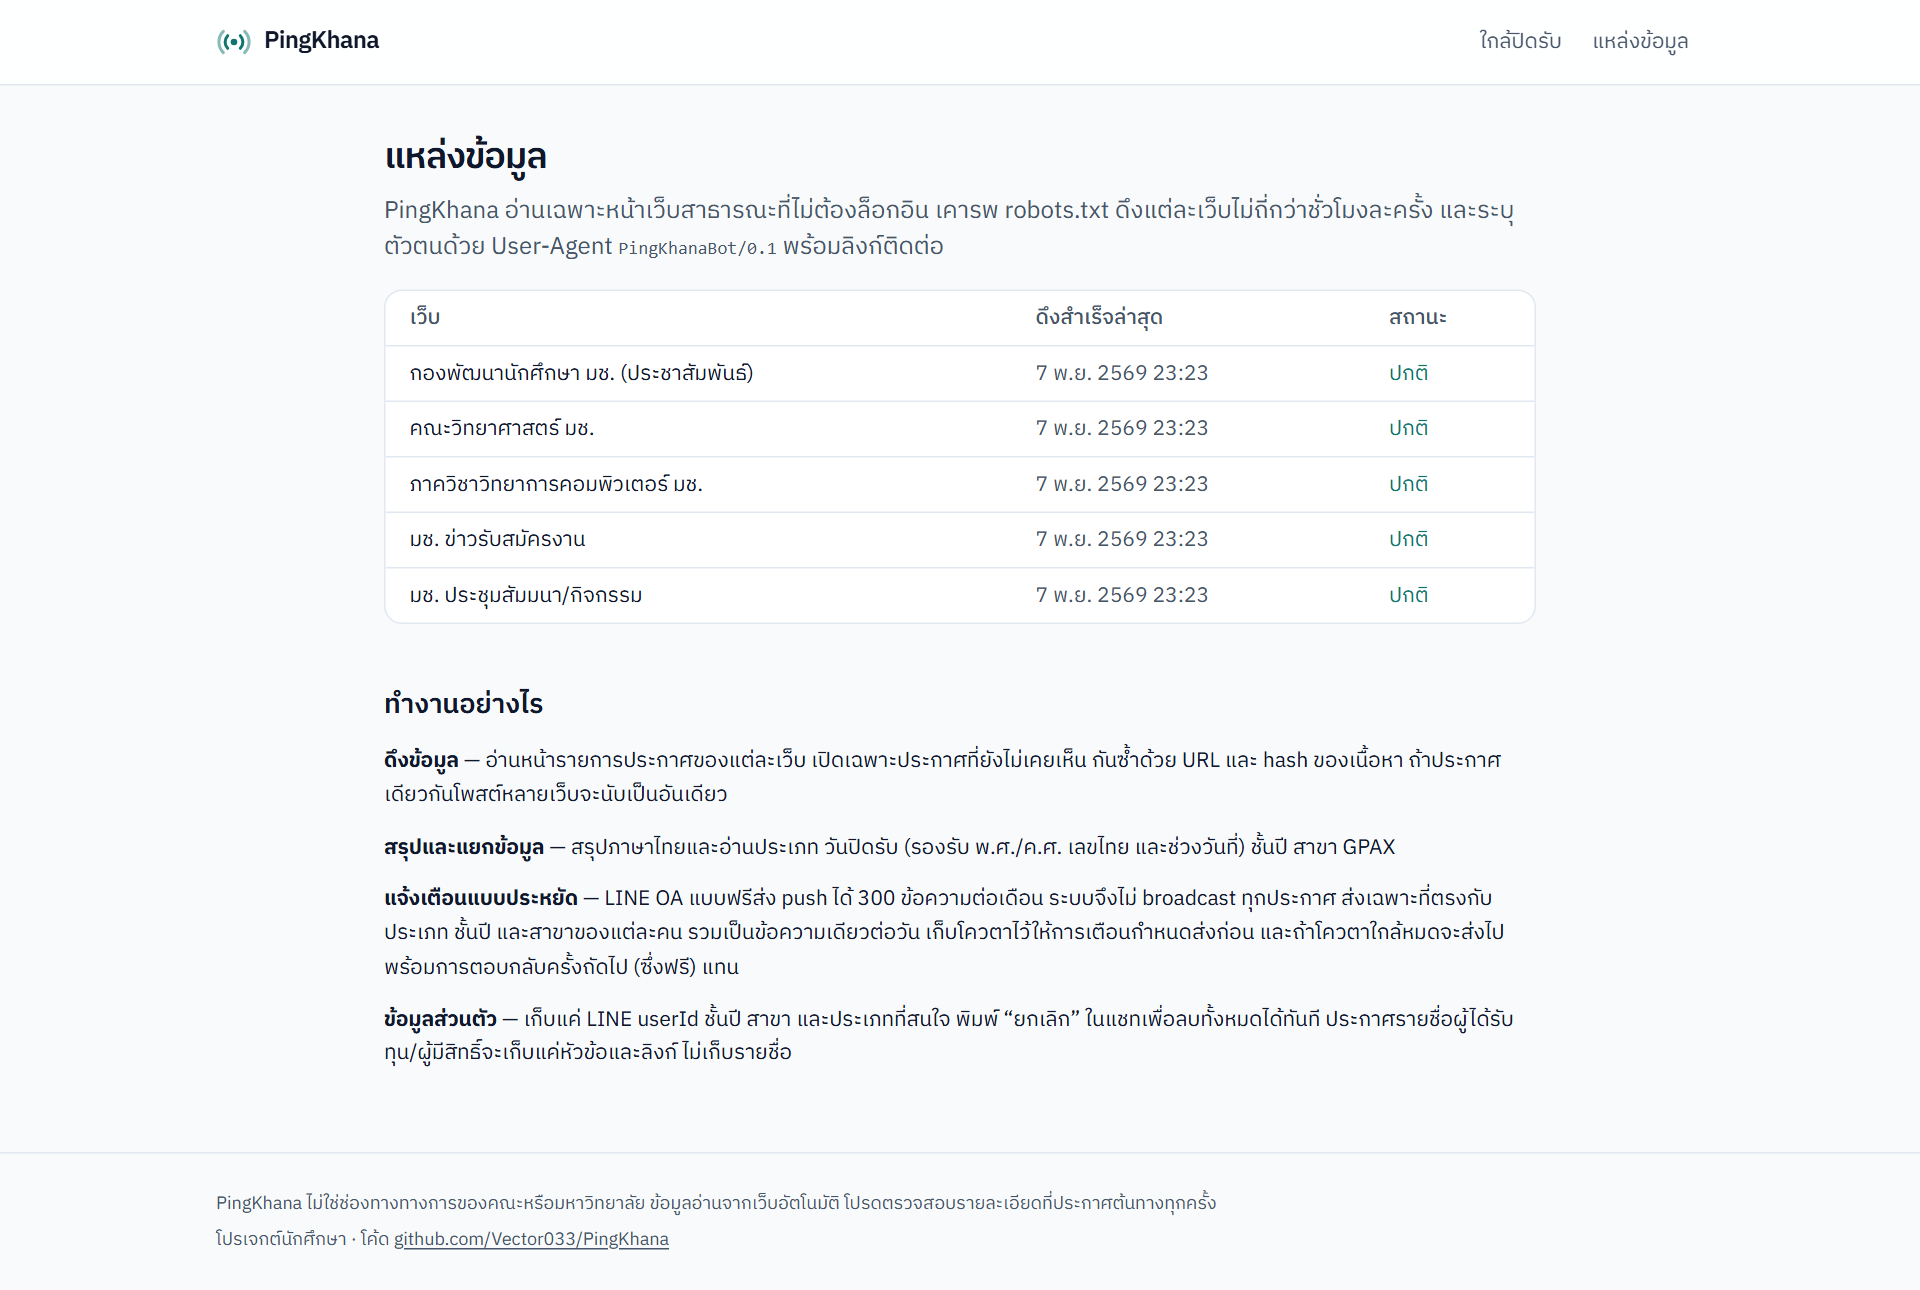 PingKhana
ใกล้ปิดรับ แหล่งข้อมูล
แหล่งข้อมูล
PingKhana อ่านเฉพาะหน้าเว็บสาธารณะที่ไม่ต้องล็อกอิน เคารพ robots.txt ดึงแต่ละเว็บไม่ถี่กว่าชั่วโมงละครั้ง และระบุ
ตัวตนด้วย User-Agent PingKhanaBot/0.1 พร้อมลิงก์ติดต่อ
เว็บ ดึงสำเร็จล่าสุด สถานะ
กองพัฒนานักศึกษา มช. (ประชาสัมพันธ์) 7 พ.ย. 2569 23:23 ปกติ
คณะวิทยาศาสตร์ มช. 7 พ.ย. 2569 23:23 ปกติ
ภาควิชาวิทยาการคอมพิวเตอร์ มช. 7 พ.ย. 2569 23:23 ปกติ
มช. ข่าวรับสมัครงาน 7 พ.ย. 2569 23:23 ปกติ
มช. ประชุมสัมมนา/กิจกรรม 7 พ.ย. 2569 23:23 ปกติ
ทำงานอย่างไร
ดึงข้อมูล — อ่านหน้ารายการประกาศของแต่ละเว็บ เปิดเฉพาะประกาศที่ยังไม่เคยเห็น กันซ้ำด้วย URL และ hash ของเนื้อหา ถ้าประกาศ
เดียวกันโพสต์หลายเว็บจะนับเป็นอันเดียว
สรุปและแยกข้อมูล — สรุปภาษาไทยและอ่านประเภท วันปิดรับ (รองรับ พ.ศ./ค.ศ. เลขไทย และช่วงวันที่) ชั้นปี สาขา GPAX
แจ้งเตือนแบบประหยัด — LINE OA แบบฟรีส่ง push ได้ 300 ข้อความต่อเดือน ระบบจึงไม่ broadcast ทุกประกาศ ส่งเฉพาะที่ตรงกับ
ประเภท ชั้นปี และสาขาของแต่ละคน รวมเป็นข้อความเดียวต่อวัน เก็บโควตาไว้ให้การเตือนกำหนดส่งก่อน และถ้าโควตาใกล้หมดจะส่งไป
พร้อมการตอบกลับครั้งถัดไป (ซึ่งฟรี) แทน
ข้อมูลส่วนตัว — เก็บแค่ LINE userId ชั้นปี สาขา และประเภทที่สนใจ พิมพ์ “ยกเลิก” ในแชทเพื่อลบทั้งหมดได้ทันที ประกาศรายชื่อผู้ได้รับ
ทุน/ผู้มีสิทธิ์จะเก็บแค่หัวข้อและลิงก์ ไม่เก็บรายชื่อ
PingKhana ไม่ใช่ช่องทางทางการของคณะหรือมหาวิทยาลัย ข้อมูลอ่านจากเว็บอัตโนมัติ โปรดตรวจสอบรายละเอียดที่ประกาศต้นทางทุกครั้ง
โปรเจกต์นักศึกษา · โค้ด github.com/Vector033/PingKhana